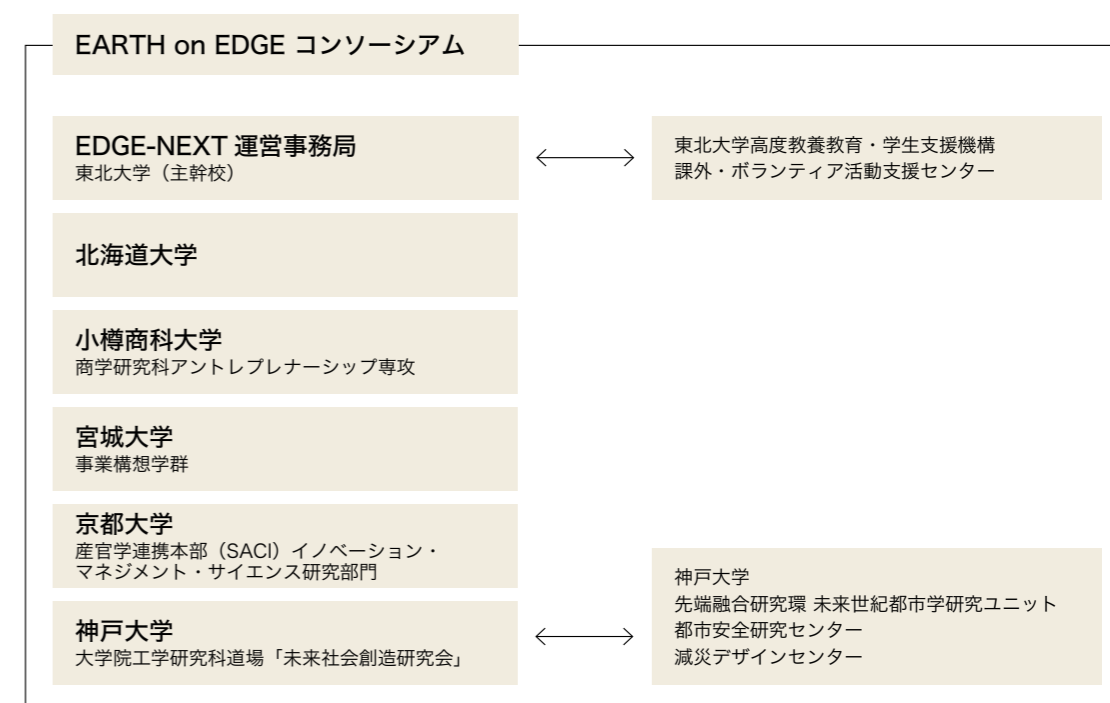 EARTH on EDGE コンソーシアム
EDGE-NEXT 運営事務局
東北大学（主幹校）
東北大学高度教養教育・学生支援機構
課外・ボランティア活動支援センター
北海道大学
小樽商科大学
商学研究科アントレプレナーシップ専攻
宮城大学
事業構想学群
京都大学
産官学連携本部（SACI）イノベーション・
マネジメント・サイエンス研究部門
神戸大学
大学院工学研究科道場「未来社会創造研究会」
神戸大学
先端融合研究環 未来世紀都市学研究ユニット
都市安全研究センター
減災デザインセンター